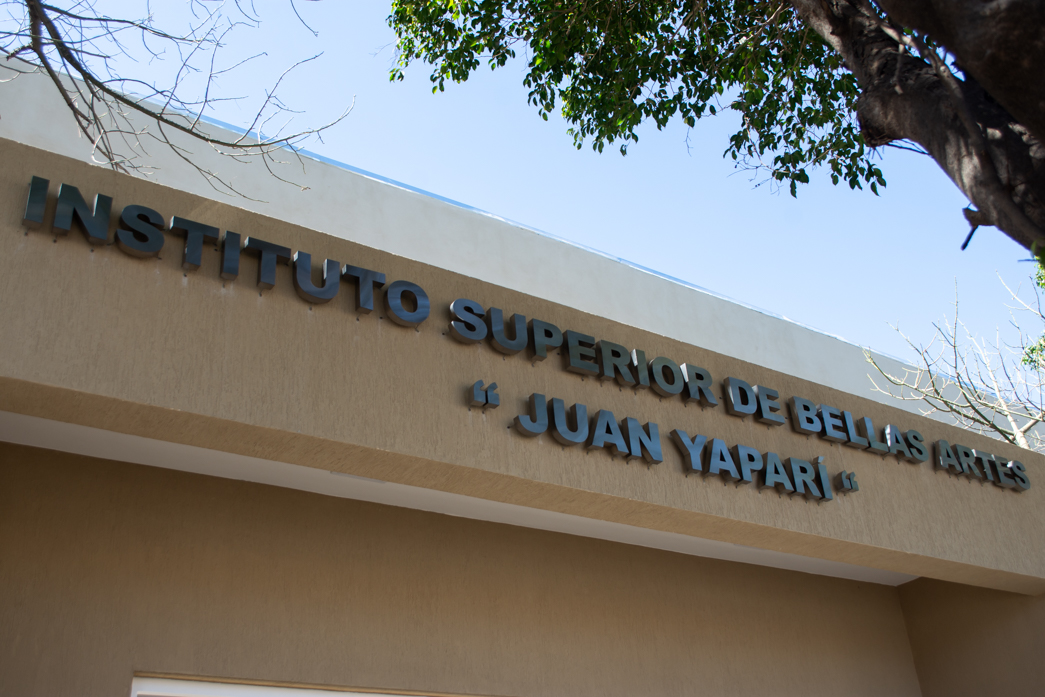 INSTITUTO SUPERIOR DE BELLAS ARTES
“ JUAN YAPARÍ “